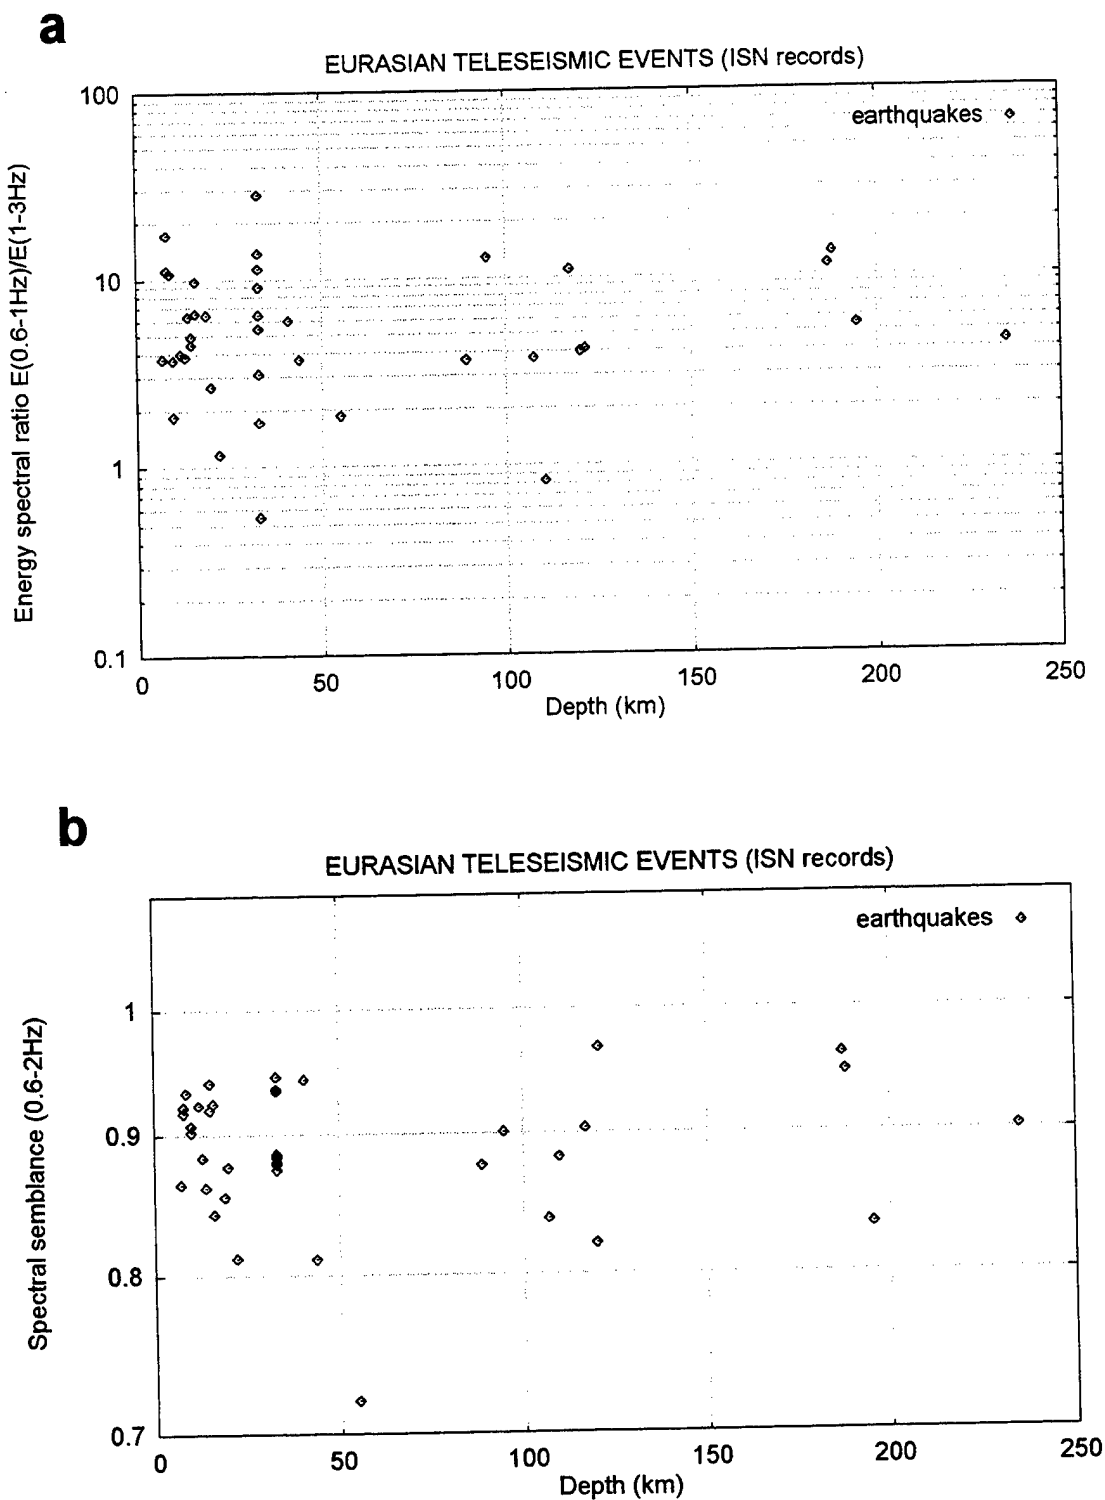 a
EURASIAN TELESEISMIC EVENTS (ISN records)
earthquakes
Energy spectral ratio E(0.6-1Hz)/E(1-3Hz)
100
10
1
0.1
0 50 100 150 200 250
Depth (km)
b
EURASIAN TELESEISMIC EVENTS (ISN records)
earthquakes
Spectral semblance (0.6-2Hz)
1
0.9
0.8
0.7
0 50 100 150 200 250
Depth (km)